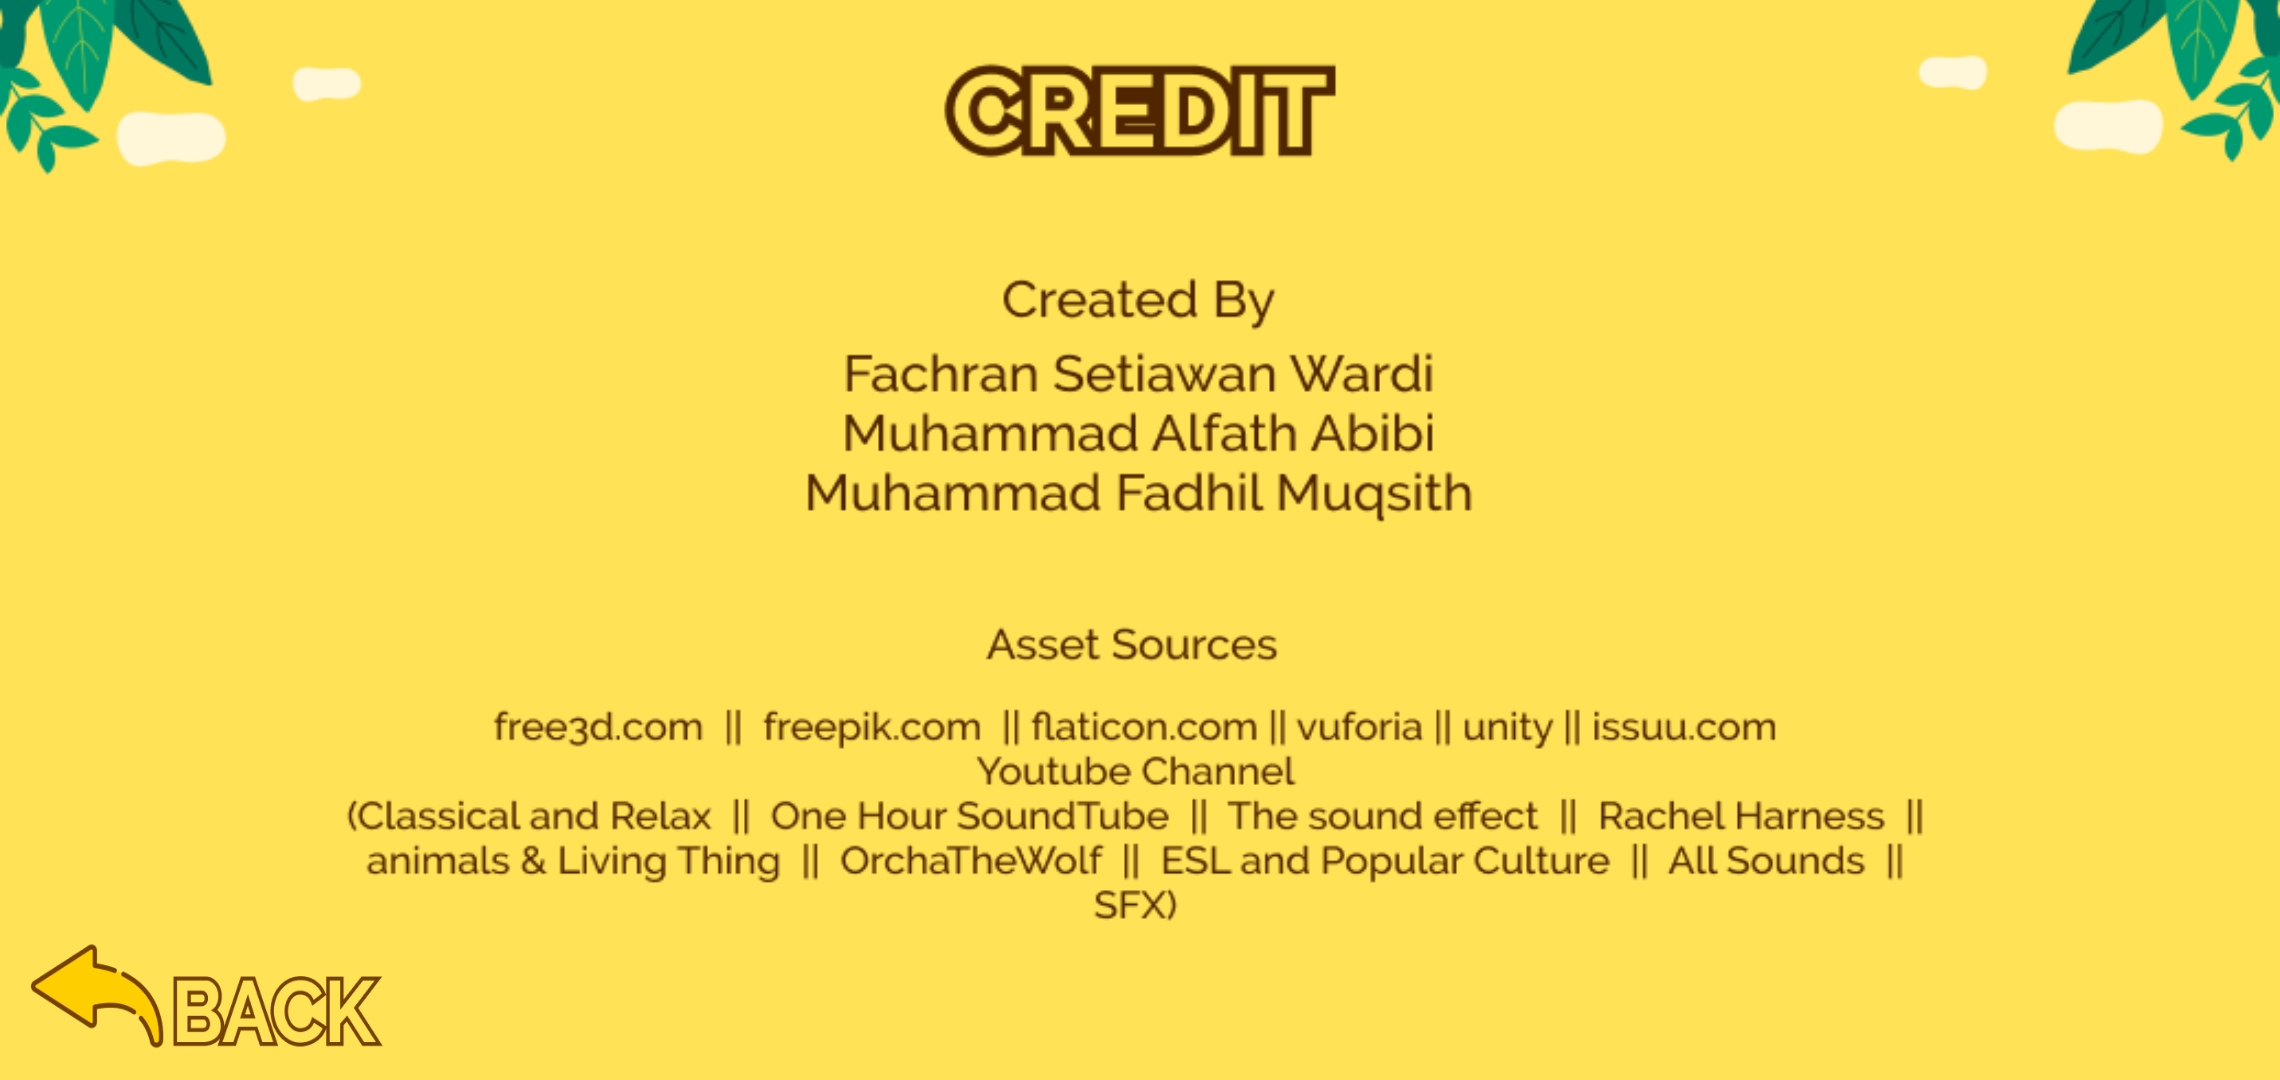 CREDIT
Created By
Fachran Setiawan Wardi
Muhammad Alfath Abibi
Muhammad Fadhil Muqsith
Asset Sources
free3d.com || freepik.com || flaticon.com || vuforia || unity || issuu.com
Youtube Channel
(Classical and Relax || One Hour SoundTube || The sound effect || Rachel Harness ||
animals & Living Thing || OrchaTheWolf || ESL and Popular Culture || All Sounds ||
SFX)
BACK